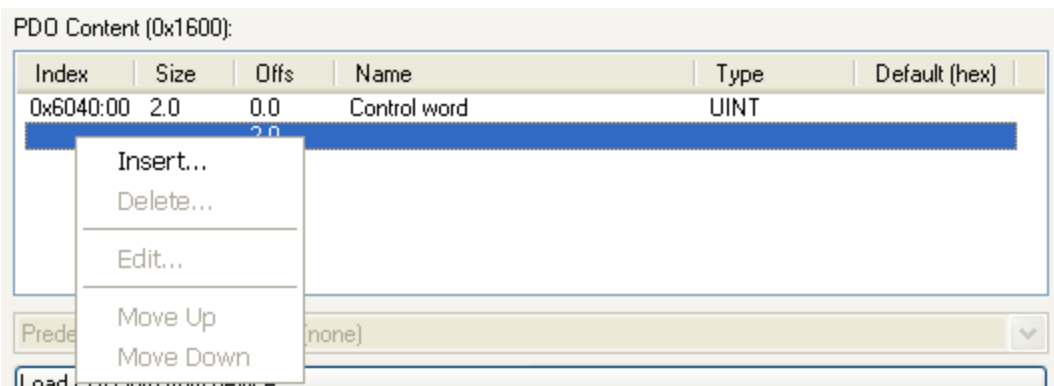 PDO Content (0x1600):
Index Size Offs Name Type Default (hex)
0x6040:00 2.0 0.0 Control word UINT
2.0
Insert...
Delete...
Edit...
Move Up
Prede (none)
Move Down
Load